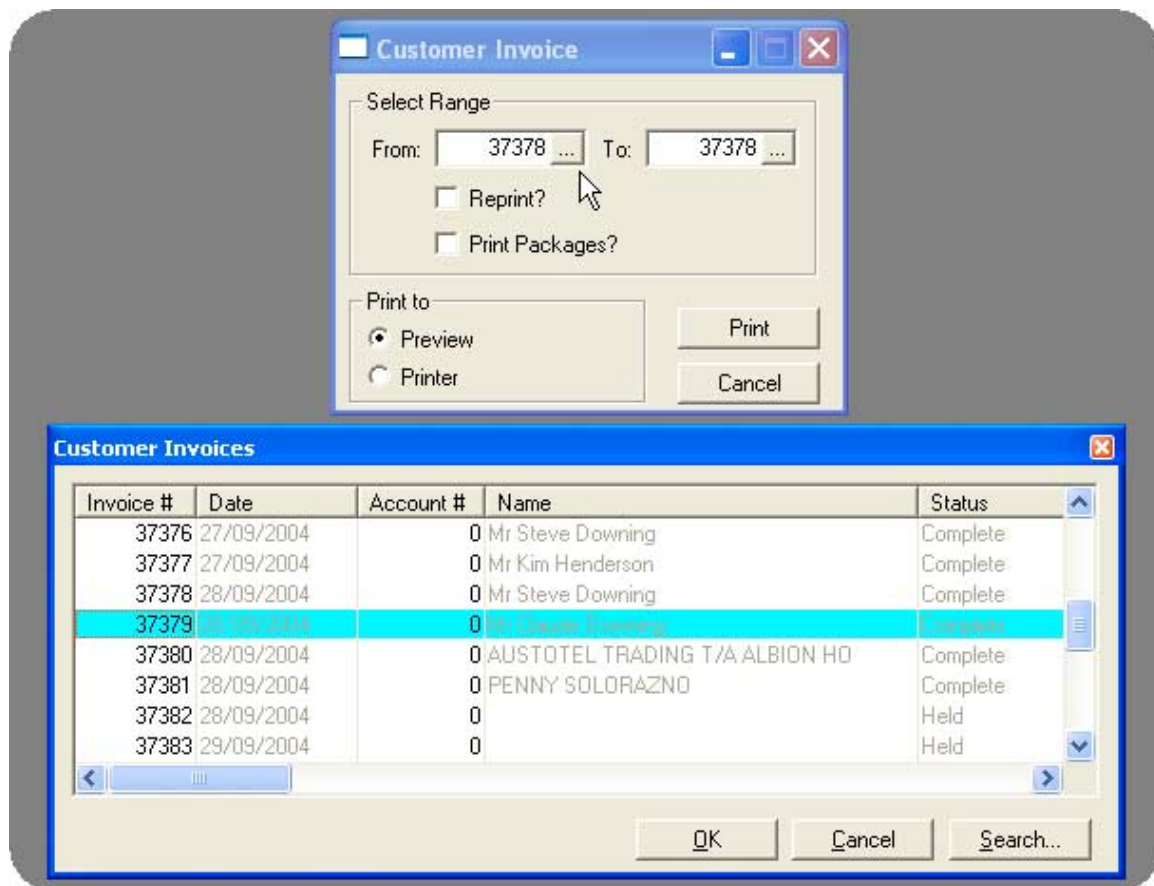 Customer Invoice
Select Range
From: 37378 ... To: 37378 ...
Reprint?
Print Packages?
Print to
Preview
Printer
Print
Cancel
Customer Invoices
Invoice # Date Account # Name Status
37376 27/09/2004 0 Mr Steve Downing Complete
37377 27/09/2004 0 Mr Kim Henderson Complete
37378 28/09/2004 0 Mr Steve Downing Complete
37379 0 Downing Complete
37380 28/09/2004 0 AUSTOTEL TRADING T/A ALBION HO Complete
37381 28/09/2004 0 PENNY SOLORAZNO Complete
37382 28/09/2004 0 Held
37383 29/09/2004 0 Held
OK Cancel Search...